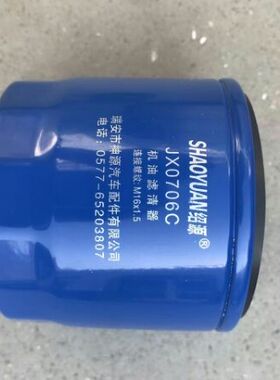 SHAOYUAN绍源®
JX0706C
机油滤清器
连接螺纹: M16x1.5
瑞安市神源汽车配件有限公司
电话: 0577-65203807